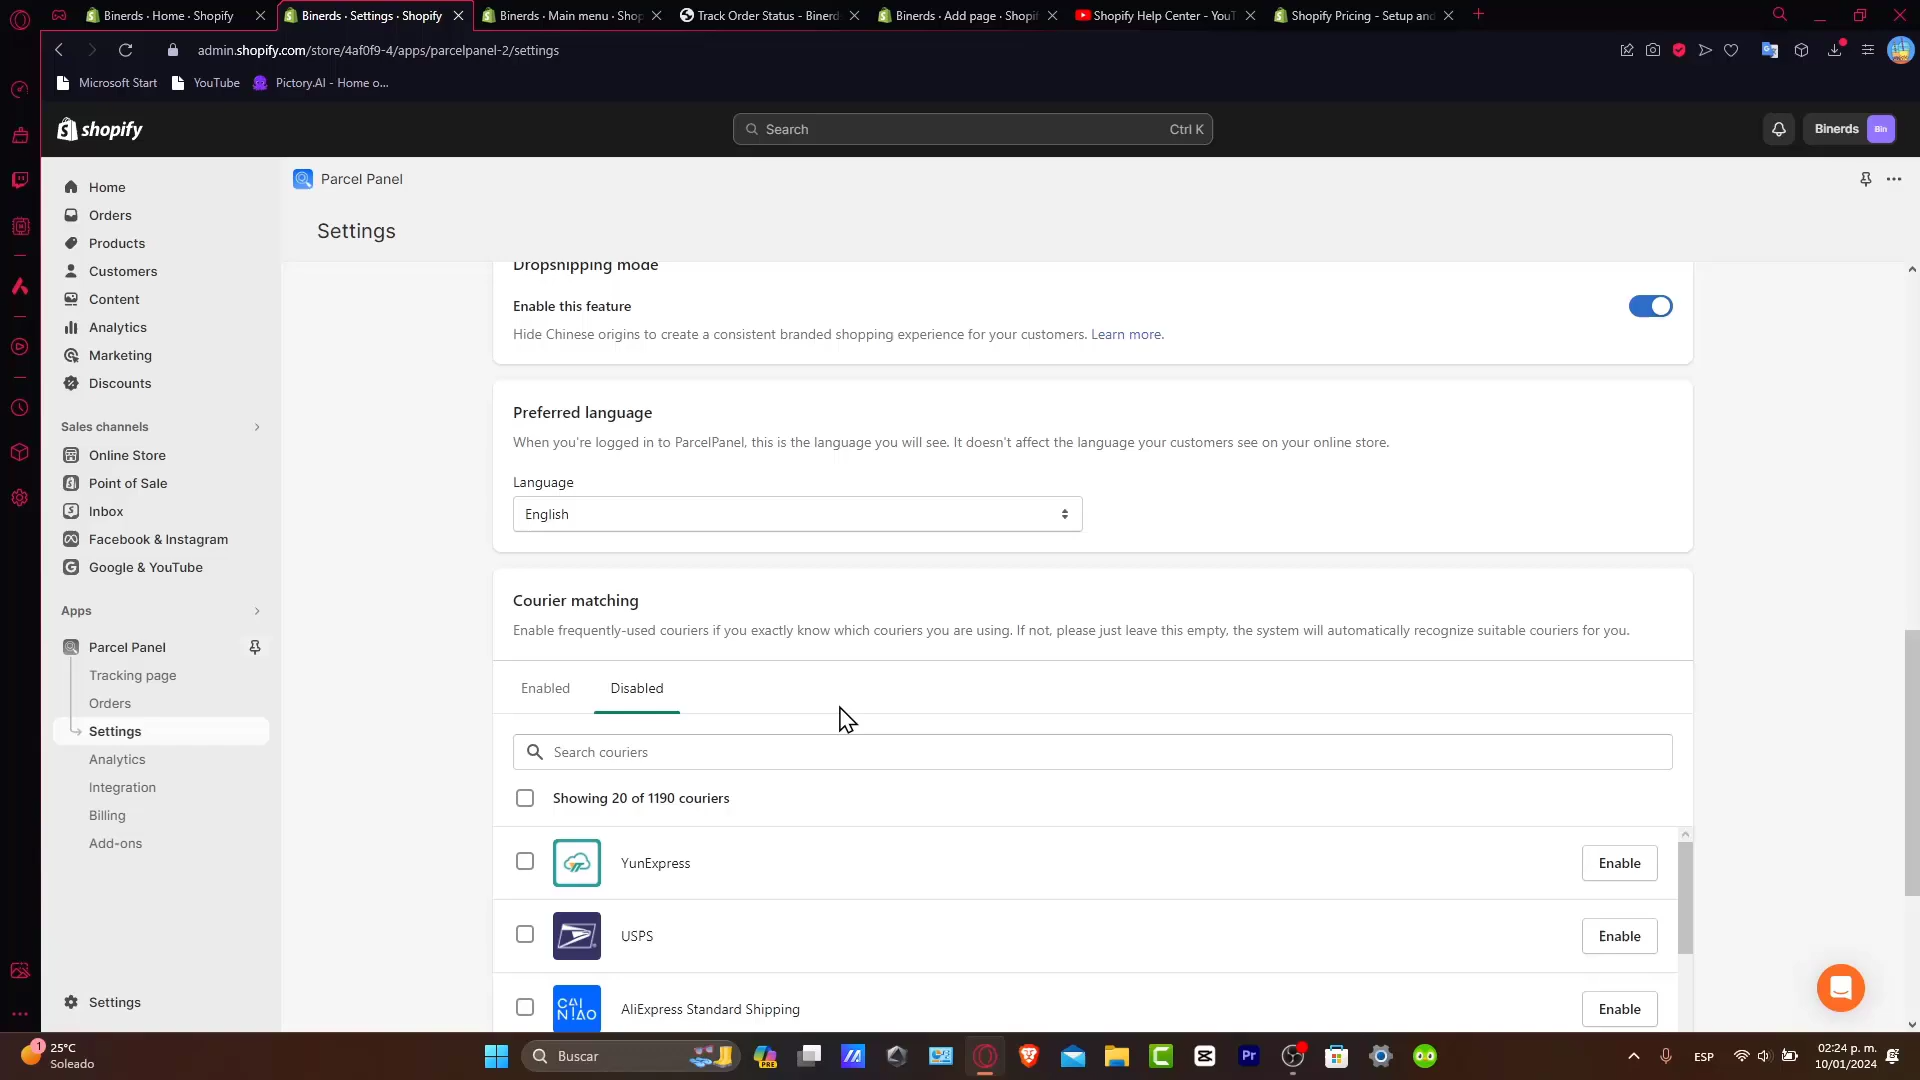 Binerds · Home · Shopify
Binerds · Settings · Shopify
Binerds · Main menu · Shop
Track Order Status - Binerd
Binerds · Add page · Shopif
Shopify Help Center - YouT
Shopify Pricing - Setup and
admin.shopify.com/store/4af0f9-4/apps/parcelpanel-2/settings
Microsoft Start
YouTube
Pictory.AI - Home o...
shopify
Search
Ctrl K
Binerds
Bin
Home
Orders
Products
Customers
Content
Analytics
Marketing
Discounts
Sales channels
Online Store
Point of Sale
Inbox
Facebook & Instagram
Google & YouTube
Apps
Parcel Panel
Tracking page
Orders
Settings
Analytics
Integration
Billing
Add-ons
Settings
Parcel Panel
Settings
Dropshipping mode
Enable this feature
Hide Chinese origins to create a consistent branded shopping experience for your customers. Learn more.
Preferred language
When you're logged in to ParcelPanel, this is the language you will see. It doesn't affect the language your customers see on your online store.
Language
English
Courier matching
Enable frequently-used couriers if you exactly know which couriers you are using. If not, please just leave this empty, the system will automatically recognize suitable couriers for you.
Enabled
Disabled
Search couriers
Showing 20 of 1190 couriers
YunExpress
Enable
USPS
Enable
CAI
NIAO
AliExpress Standard Shipping
Enable
1
25°C
Soleado
Buscar
PRE
Pr
ESP
02:24 p. m.
10/01/2024